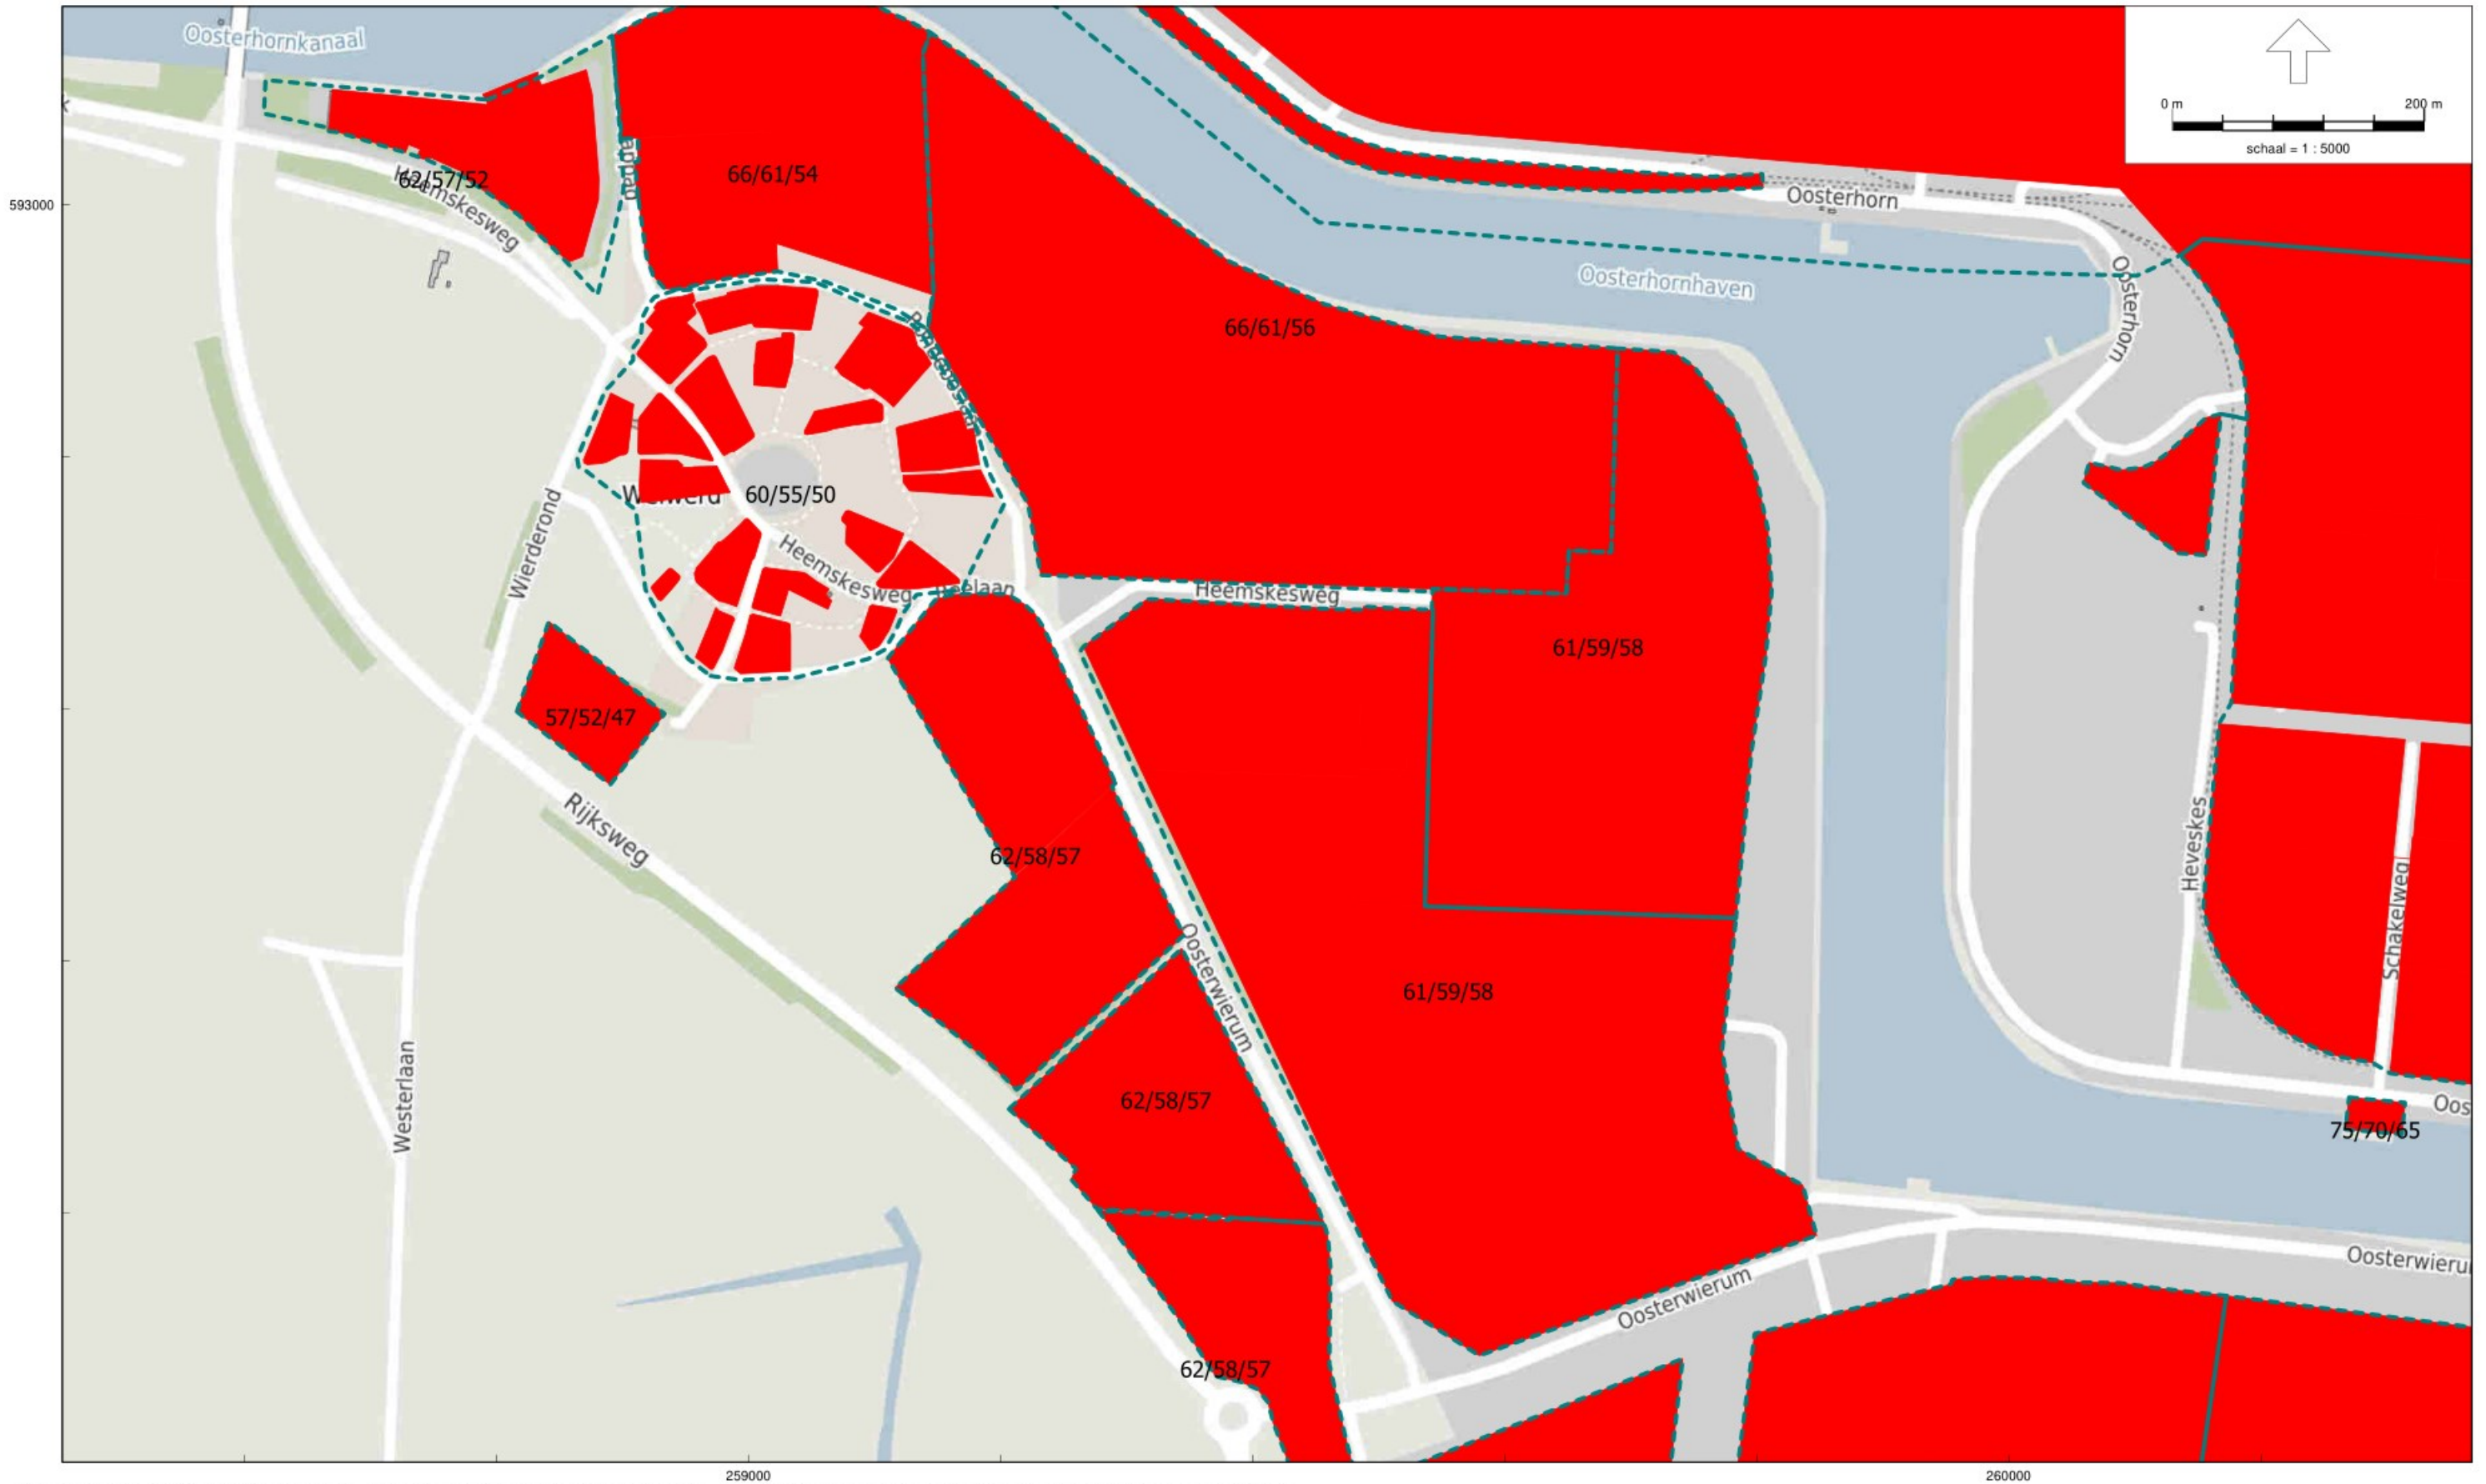 Oosterhornkanaal
0 m
200 m
schaal = 1 : 5000
62/57/52
Heemskesweg
66/61/54
Oosterhorn
593000
Oosterhornhaven
Oosterhorn
66/61/56
60/55/50
Heemskesweg
Heemskesweg
Wierderond
61/59/58
57/52/47
Rijksweg
62/58/57
Heveskes
Schakelweg
Oosterwierum
61/59/58
Westerlaan
62/58/57
Oos
75/70/65
Oosterwierum
Oosterwieru
62/58/57
259000
260000